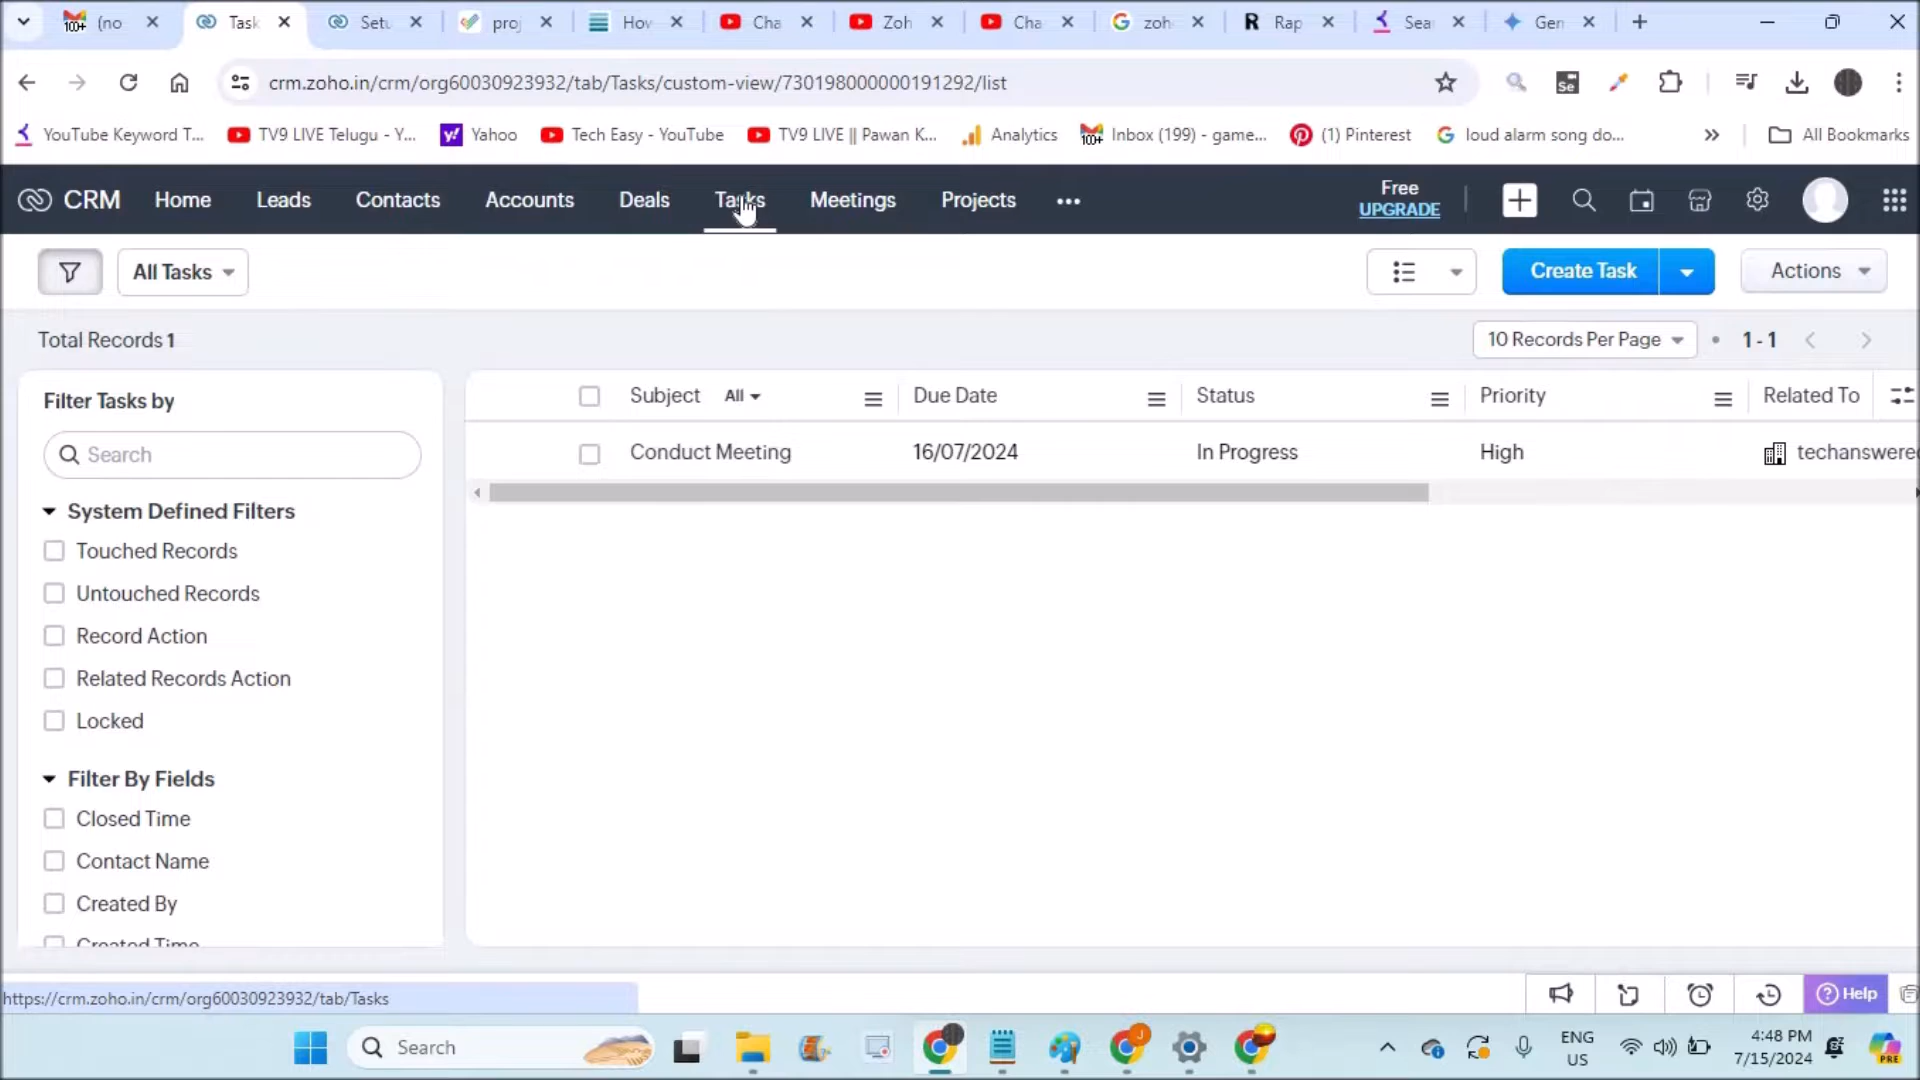 (no
Task
Setu
proj
How
Cha
Zoh
Cha
zoh
Rap
Sea
Gen
crm.zoho.in/crm/org60030923932/tab/Tasks/custom-view/730198000000191292/list
YouTube Keyword T...
TV9 LIVE Telugu - Y...
Yahoo
Tech Easy - YouTube
TV9 LIVE || Pawan K...
Analytics
Inbox (199) - game...
(1) Pinterest
loud alarm song do...
All Bookmarks
CRM
Home
Leads
Contacts
Accounts
Deals
Tasks
Meetings
Projects
Free
UPGRADE
All Tasks
Create Task
Actions
Total Records 1
10 Records Per Page
1 - 1
Filter Tasks by
Search
System Defined Filters
Touched Records
Untouched Records
Record Action
Related Records Action
Locked
Filter By Fields
Closed Time
Contact Name
Created By
Created Time
Subject All
Due Date
Status
Priority
Related To
Conduct Meeting
16/07/2024
In Progress
High
techanswered
https://crm.zoho.in/crm/org60030923932/tab/Tasks
Help
Search
ENG
US
4:48 PM
7/15/2024
PRE